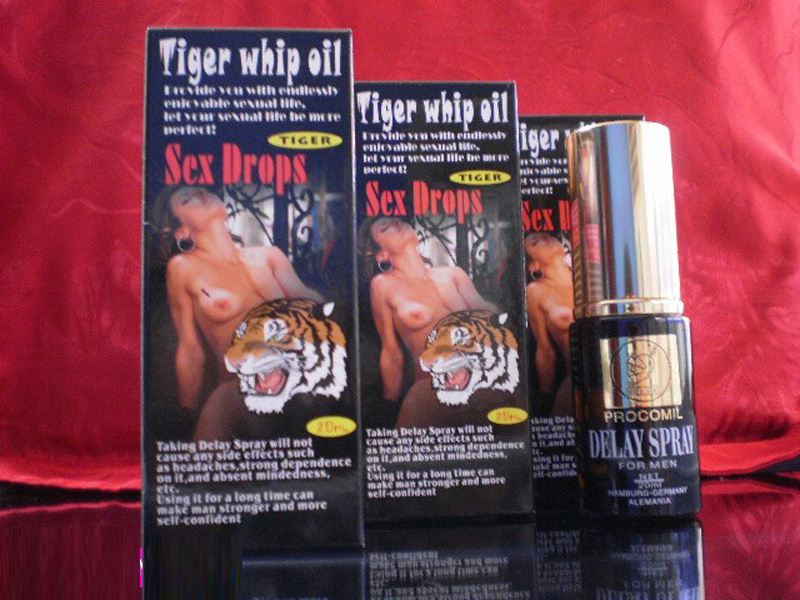 Tiger whip oil
Provide you with endlessly
enjoyable sexual life,
let your sexual life be more
perfect!
TIGER
Sex Drops
20ml
Taking Delay Spray will not
cause any side effects such
as headaches,strong dependence
on it,and absent mindedness,
etc.
Using it for a long time can
make man stronger and more
self-confident
Tiger whip oil
Provide you with endlessly
enjoyable sexual life,
let your sexual life be more
perfect!
TIGER
Sex Drops
20ml
Taking Delay Spray will not
cause any side effects such
as headaches,strong dependence
on it,and absent mindedness,
etc.
Using it for a long time can
make man stronger and more
self-confident
Sex
PROCOMIL
DELAY SPRAY
FOR MEN
NET
20ml
HAMBURG-GERMANY
ALEMANIA